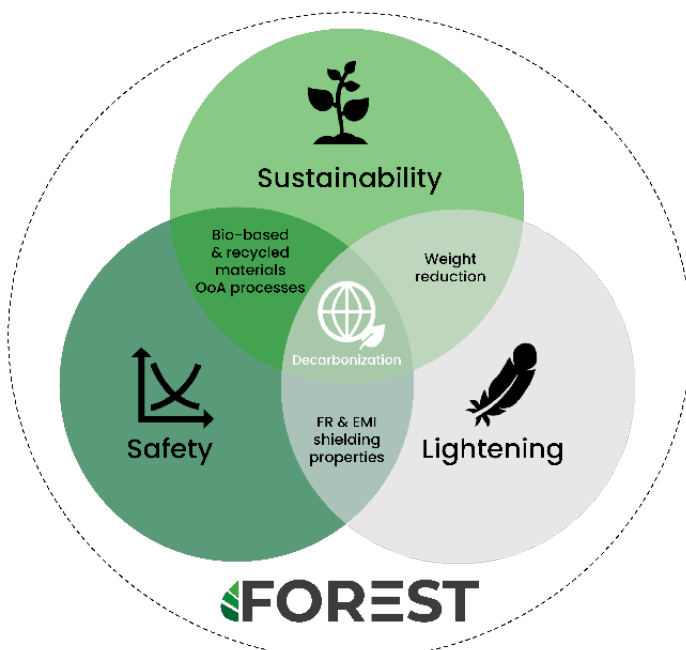 Sustainability
Bio-based
& recycled
materials
OoA processes
Weight
reduction
Decarbonization
Safety
FR & EMI
shielding
properties
Lightening
FOREST